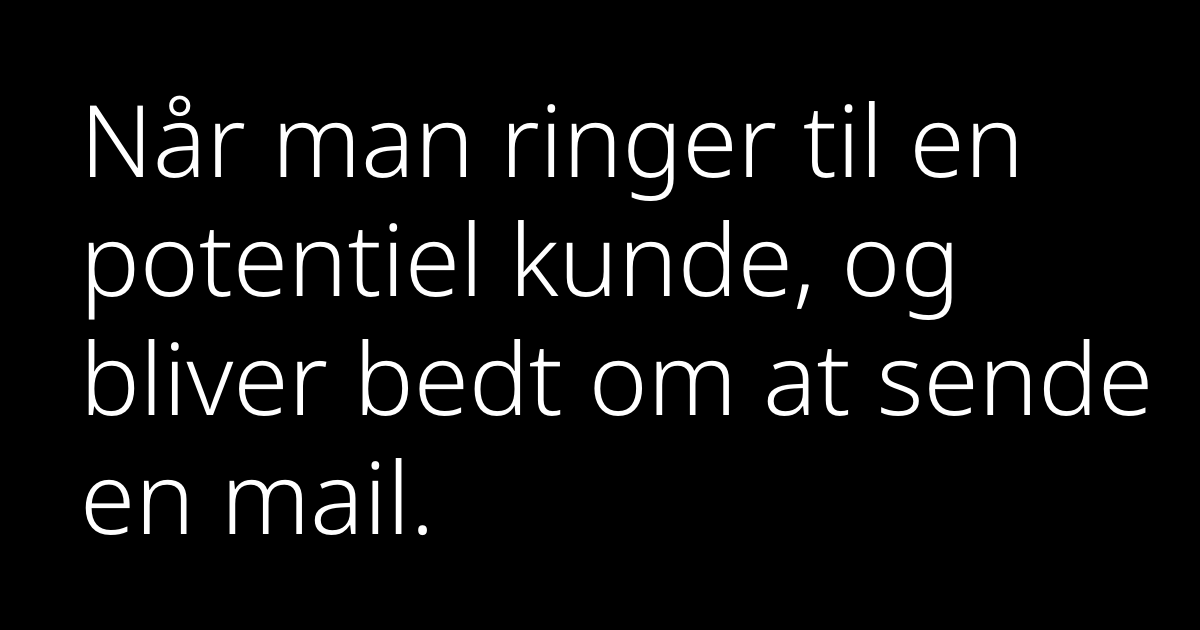 Når man ringer til en
potentiel kunde, og
bliver bedt om at sende
en mail.